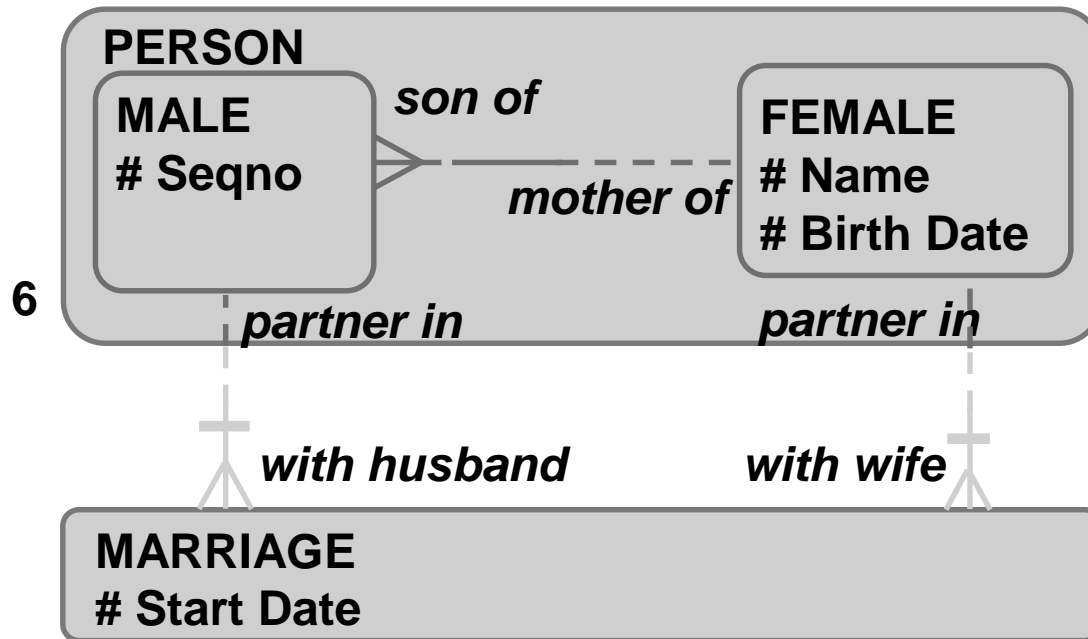 PERSON
MALE
# Seqno
son of
mother of
FEMALE
# Name
# Birth Date
6
partner in
partner in
with husband
with wife
MARRIAGE
# Start Date